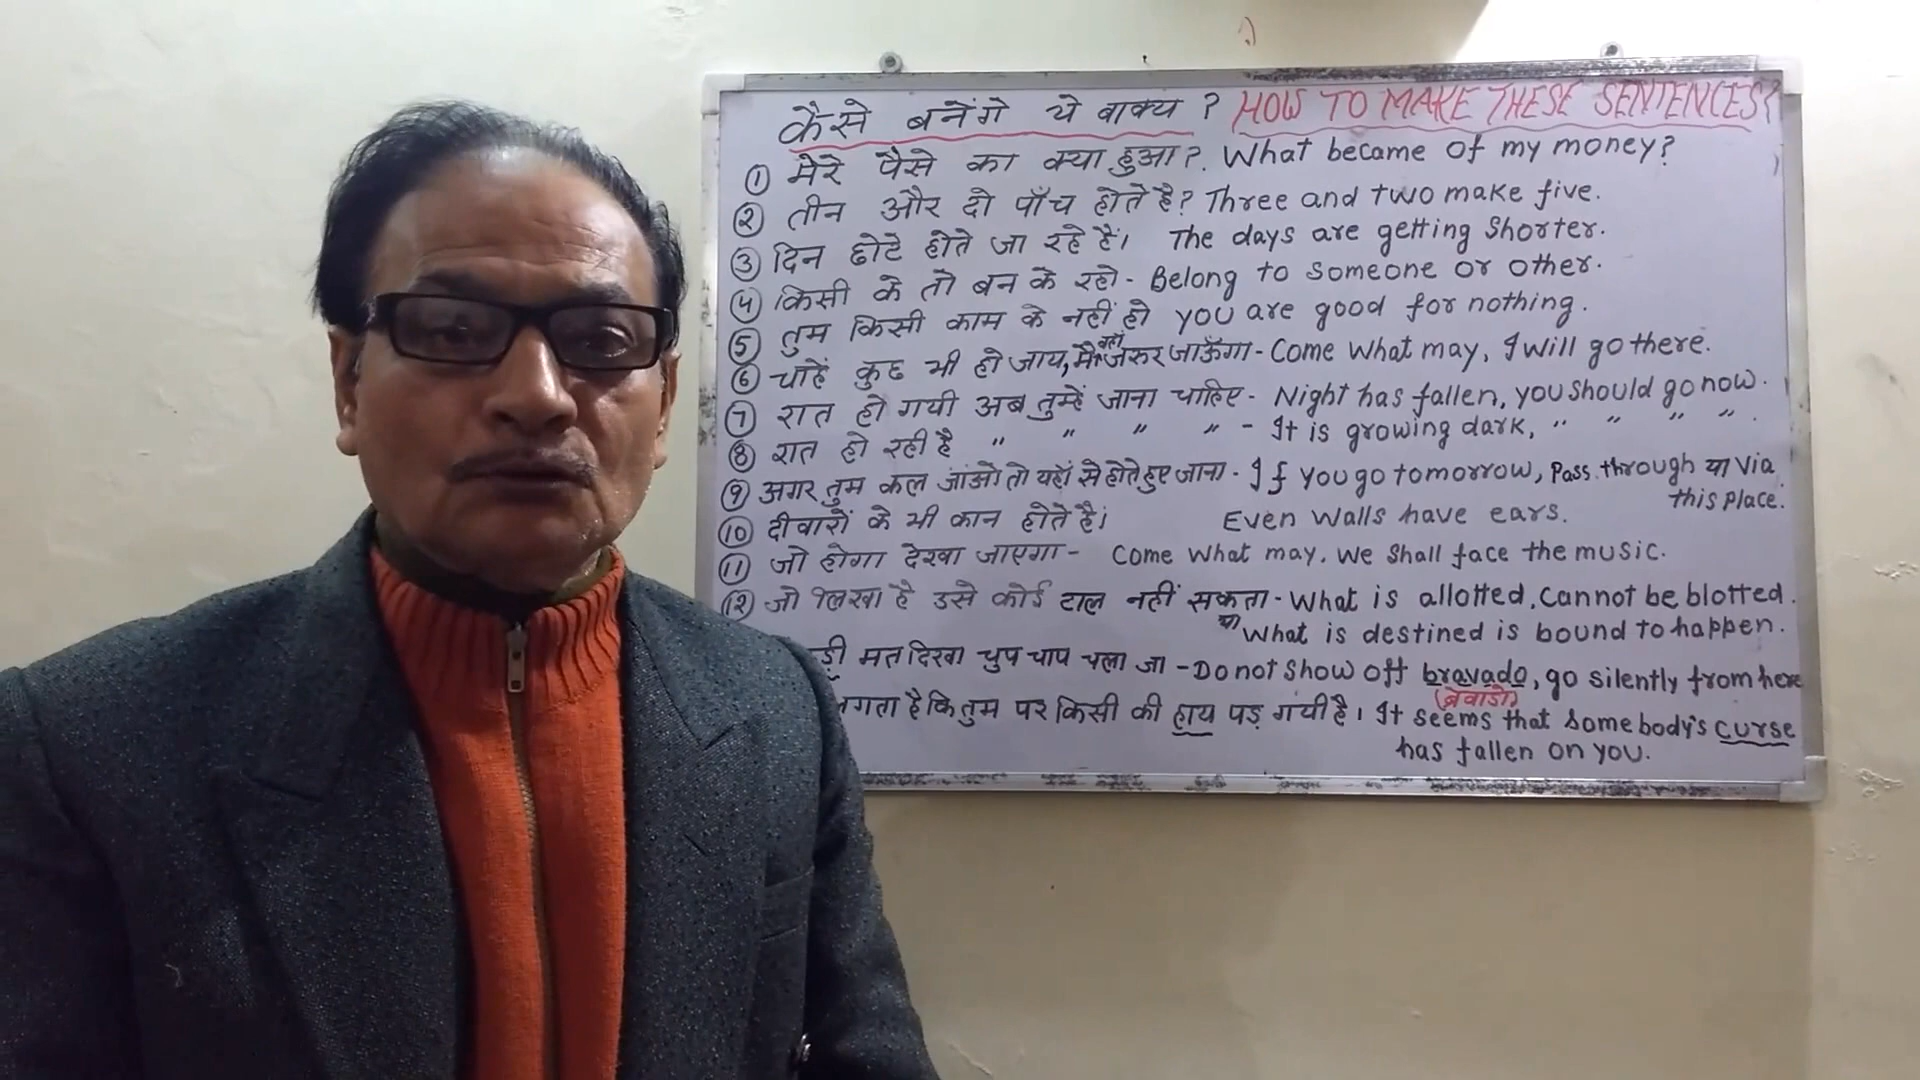 कैसे बनेंगे ये वाक्य ? HOW TO MAKE THESE SENTENCES?
① मेरे पैसे का क्या हुआ ?. What became of my money?
② तीन और दो पाँच होते है? Three and two make five.
③ दिन छोटे होते जा रहे हैं। The days are getting shorter.
④ किसी के तो बन के रहो - Belong to someone or other.
⑤ तुम किसी काम के नहीं हो you are good for nothing.
⑥ चाहें कुछ भी हो जाय, मैं वहाँ जरूर जाऊँगा - Come what may, I will go there.
⑦ रात हो गयी अब तुम्हें जाना चाहिए - Night has fallen, you should go now.
⑧ रात हो रही है " " " " - It is growing dark, " " " ".
⑨ अगर तुम कल जांओ तो यहां से होते हुए जाना - If you go tomorrow, Pass through या via
this place.
⑩ दीवारों के भी कान होते है। Even walls have ears.
⑪ जो होगा देखा जाएगा - Come what may. we shall face the music.
⑫ जो लिखा है उसे कोई टाल नहीं सकता - What is allotted, cannot be blotted.
या What is destined is bound to happen.
ड़ी मत दिखा चुप चाप चला जा - Do not show off bravado, go silently from here
(ब्रेवाडो)
लगता है कि तुम पर किसी की हाय पड़ गयी है। It seems that somebody's curse
has fallen on you.